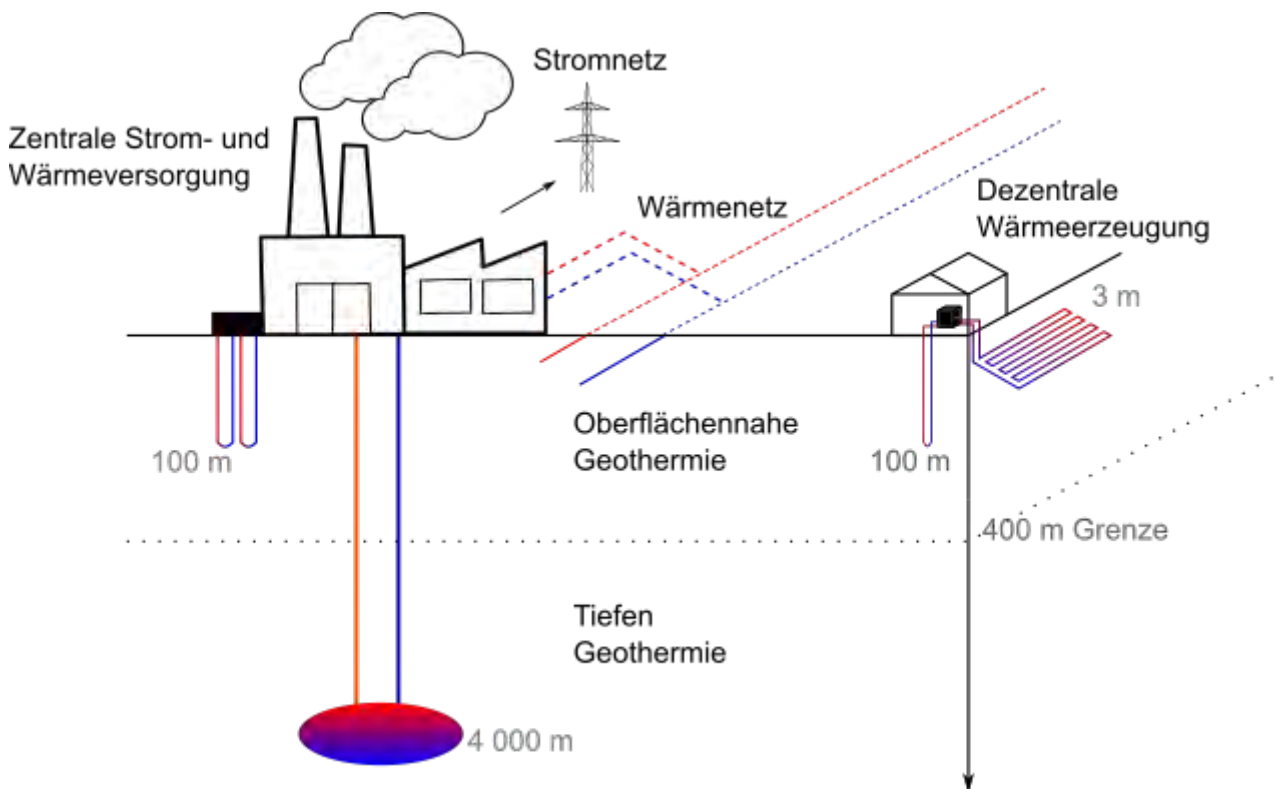 Stromnetz
Zentrale Strom- und
Wärmeversorgung
Wärmenetz
Dezentrale
Wärmeerzeugung
3 m
Oberflächennahe
Geothermie
100 m
100 m
400 m Grenze
Tiefen
Geothermie
4 000 m